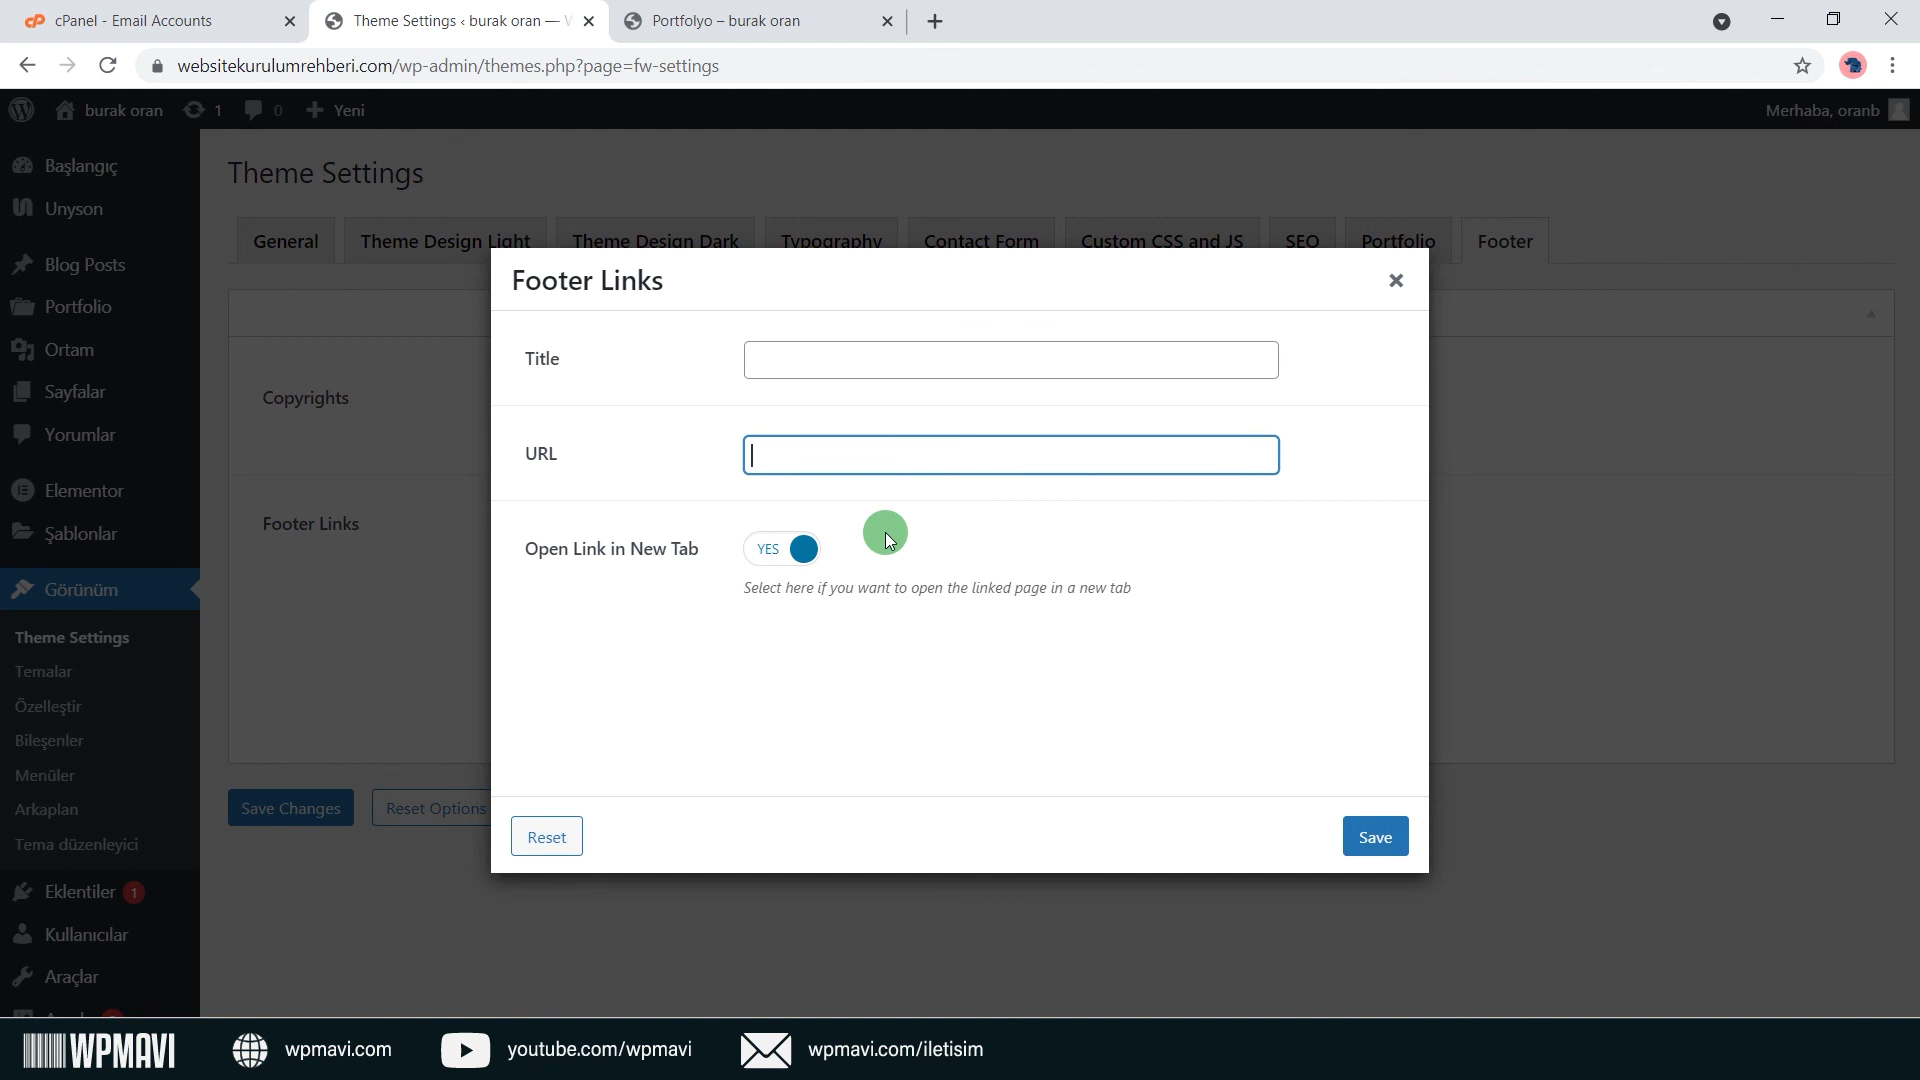 cPanel - Email Accounts
Theme Settings ‹ burak oran — W
Portfolyo – burak oran
websitekurulumrehberi.com/wp-admin/themes.php?page=fw-settings
burak oran
1
0
Yeni
Merhaba, oranb
Başlangıç
Unyson
Blog Posts
Portfolio
Ortam
Sayfalar
Yorumlar
Elementor
Şablonlar
Görünüm
Theme Settings
Temalar
Özelleştir
Bileşenler
Menüler
Arkaplan
Tema düzenleyici
Eklentiler 1
Kullanıcılar
Araçlar
Theme Settings
General
Theme Design Light
Theme Design Dark
Typography
Contact Form
Custom CSS and JS
SEO
Portfolio
Footer
Copyrights
Footer Links
Save Changes
Reset Options
Footer Links
Title
URL
Open Link in New Tab
YES
Select here if you want to open the linked page in a new tab
Reset
Save
WPMAVI
wpmavi.com
youtube.com/wpmavi
wpmavi.com/iletisim